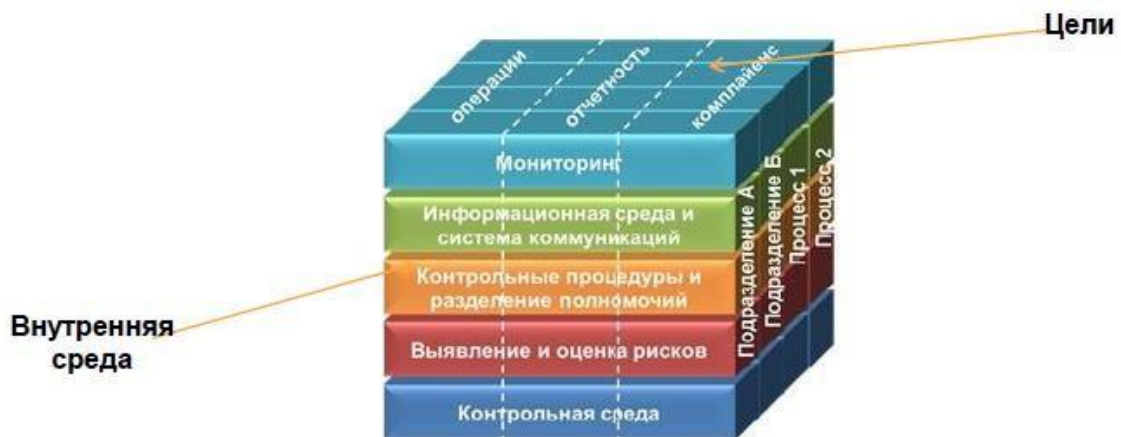 Цели
операции
отчетность
комплайенс
Мониторинг
Информационная среда и
система коммуникаций
Контрольные процедуры и
разделение полномочий
Выявление и оценка рисков
Контрольная среда
Подразделение А
Подразделение Б
Процесс 1
Процесс 2
Внутренняя
среда